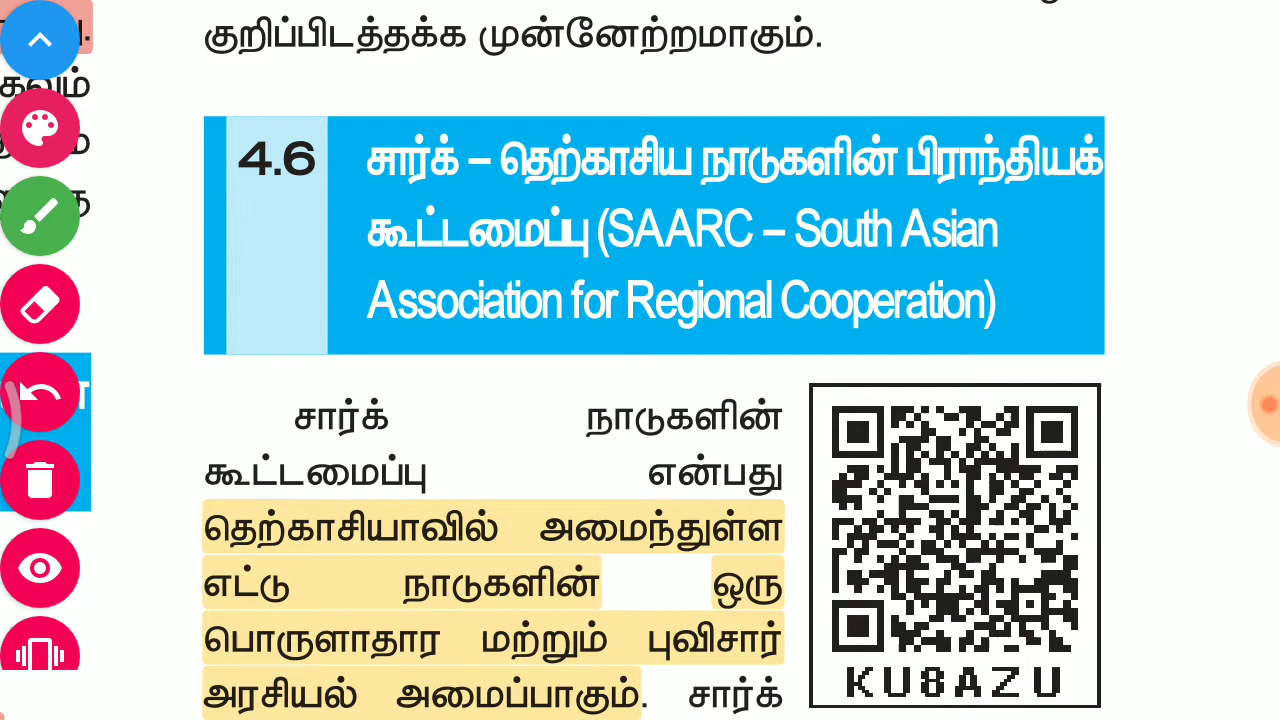 குறிப்பிடத்தக்க முன்னேற்றமாகும்.
4.6 சார்க் – தெற்காசிய நாடுகளின் பிராந்தியக்
கூட்டமைப்பு (SAARC – South Asian
Association for Regional Cooperation)
சார்க் நாடுகளின்
கூட்டமைப்பு என்பது
தெற்காசியாவில் அமைந்துள்ள
எட்டு நாடுகளின் ஒரு
பொருளாதார மற்றும் புவிசார்
அரசியல் அமைப்பாகும். சார்க்
KU8AZU